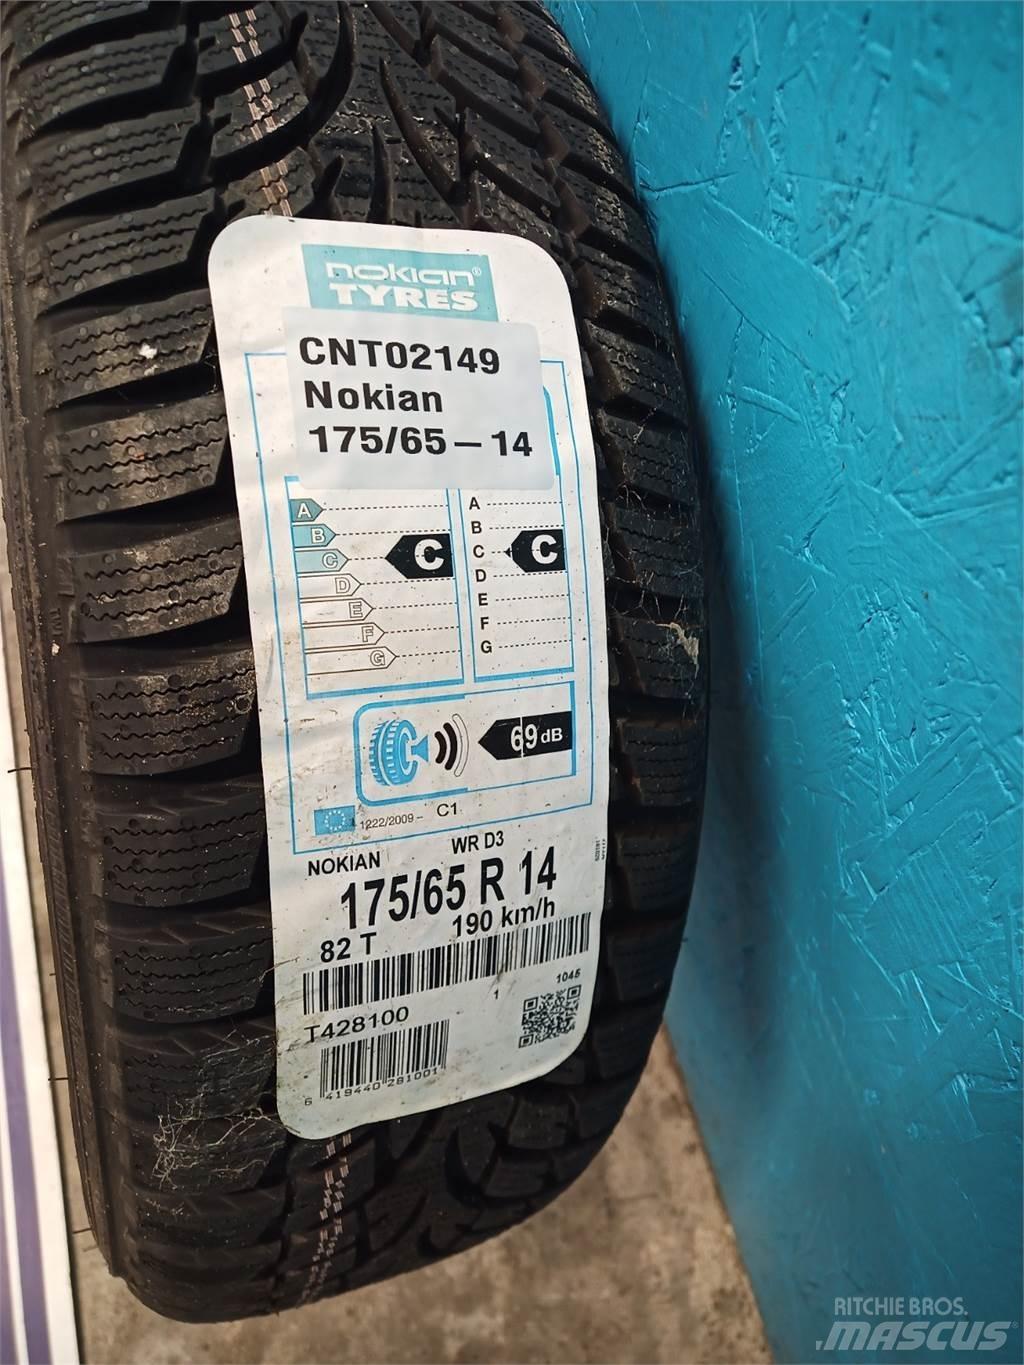 nokian®
TYRES
CNT02149
Nokian
175/65 – 14
A
B
C
D
E
F
G
C
A
B
C
D
E
F
G
C
69 dB
1222/2009 – C1
NOKIAN WR D3
175/65 R 14
82 T 190 km/h
1 1045
T428100
6 419440 281001
RITCHIE BROS.
MASCUS